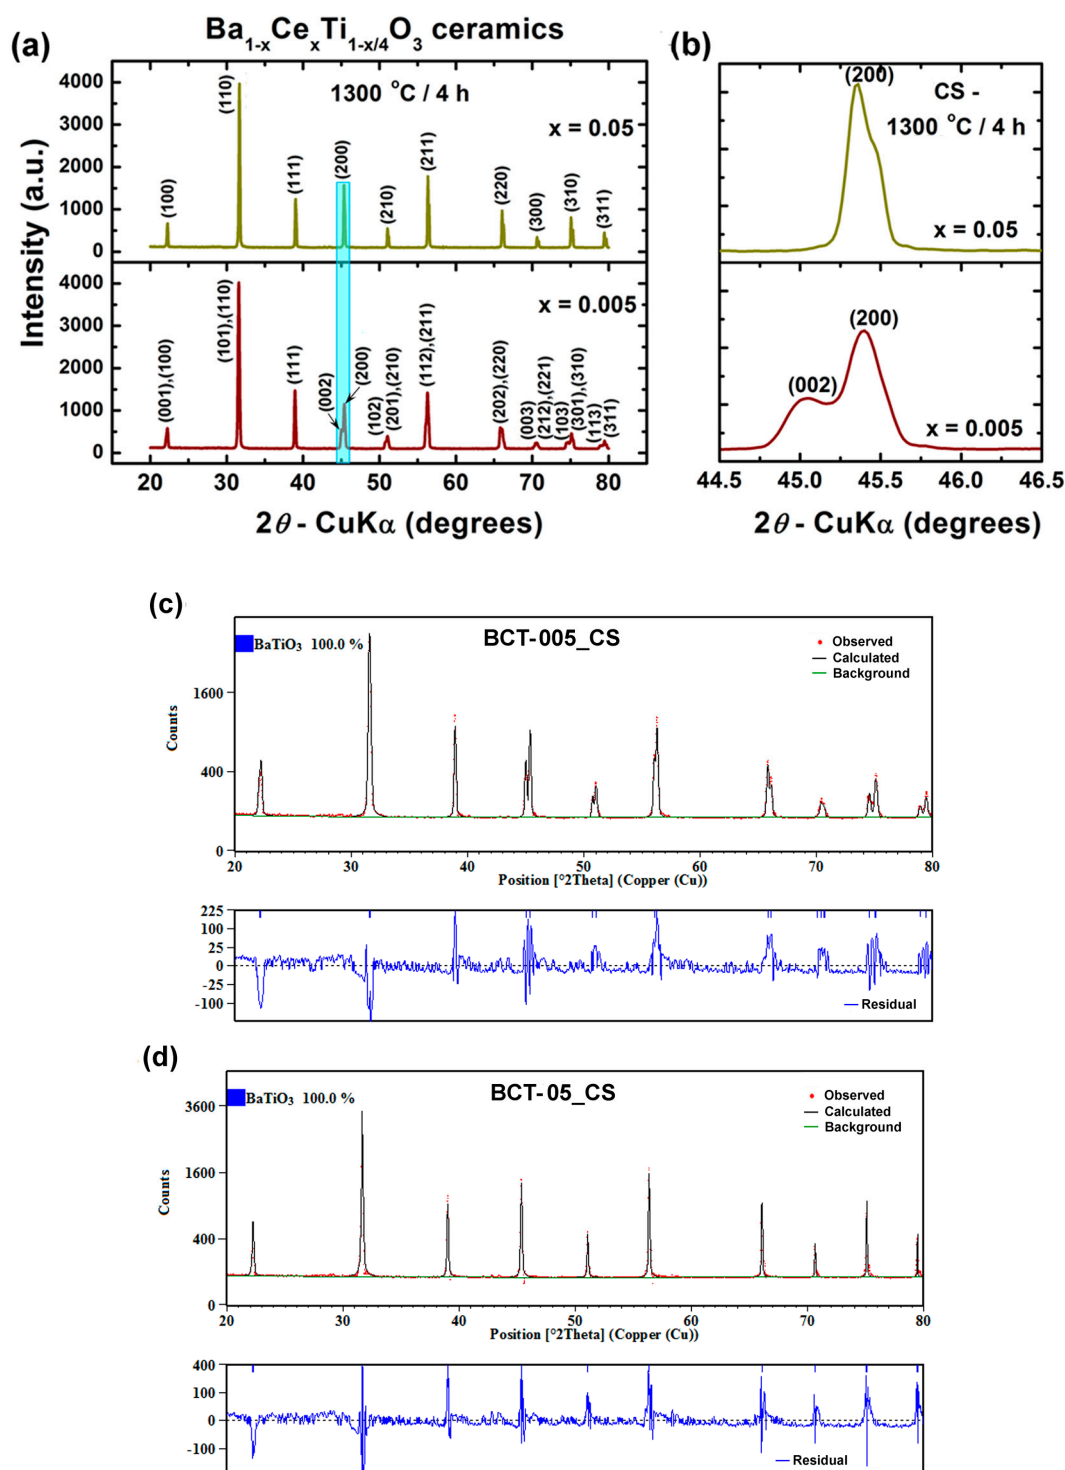 (a)
Ba1-xCexTi1-x/4O3 ceramics
1300 °C / 4 h
x = 0.05
(100)
(110)
(111)
(200)
(210)
(211)
(220)
(300)
(310)
(311)
4000
3000
2000
1000
0
Intensity (a.u.)
x = 0.005
(001),(100)
(101),(110)
(111)
(002)
(200)
(102)
(201),(210)
(112),(211)
(202),(220)
(003)
(212),(221)
(103)
(301),(310)
(113)
(311)
4000
3000
2000
1000
0
20 30 40 50 60 70 80
2θ - CuKα (degrees)
(b)
(200)
CS -
1300 °C / 4 h
x = 0.05
(002)
(200)
x = 0.005
44.5 45.0 45.5 46.0 46.5
2θ - CuKα (degrees)
(c)
BaTiO3 100.0 %
BCT-005_CS
Observed
Calculated
Background
Counts
1600
400
0
20 30 40 50 60 70 80
Position [°2Theta] (Copper (Cu))
225
100
25
0
-25
-100
Residual
(d)
BaTiO3 100.0 %
BCT-05_CS
Observed
Calculated
Background
Counts
3600
1600
400
0
20 30 40 50 60 70 80
Position [°2Theta] (Copper (Cu))
400
100
0
-100
Residual